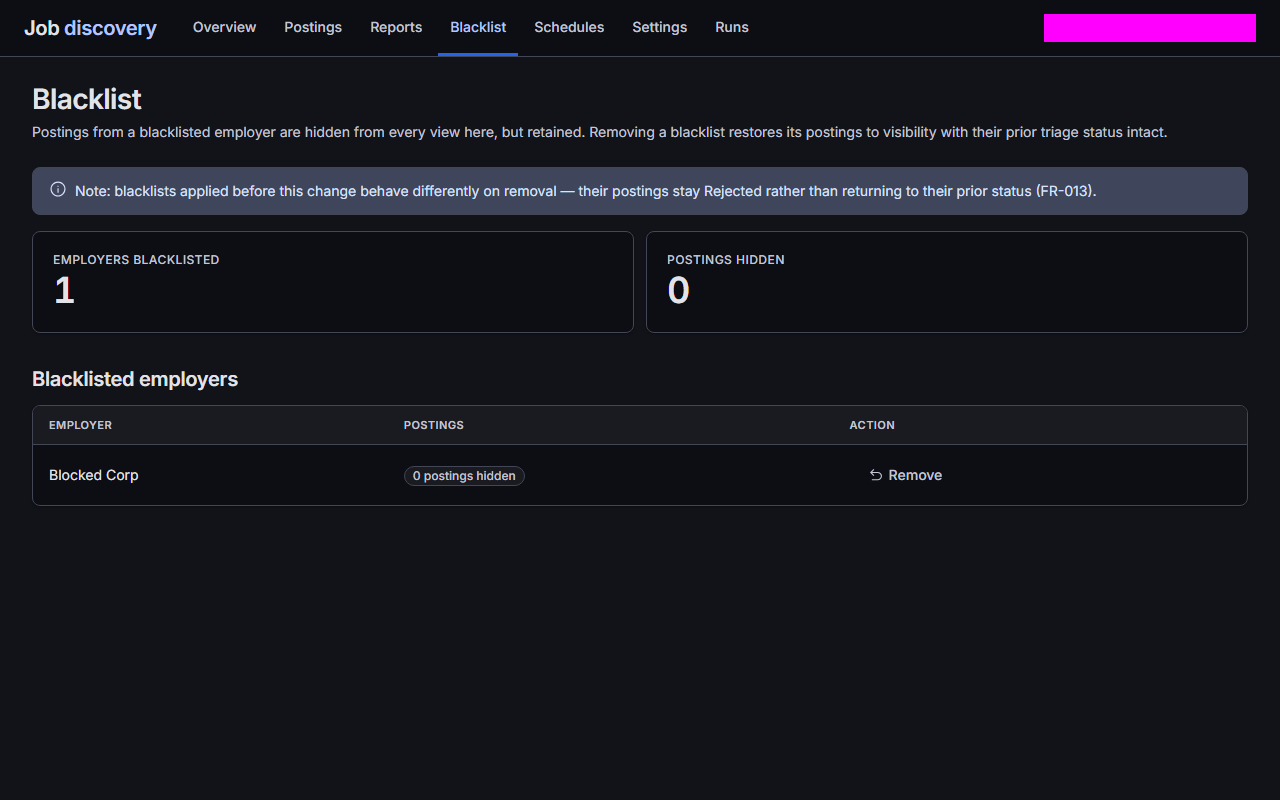 Job discovery
Overview
Postings
Reports
Blacklist
Schedules
Settings
Runs
Blacklist
Postings from a blacklisted employer are hidden from every view here, but retained. Removing a blacklist restores its postings to visibility with their prior triage status intact.
Note: blacklists applied before this change behave differently on removal — their postings stay Rejected rather than returning to their prior status (FR-013).
EMPLOYERS BLACKLISTED
1
POSTINGS HIDDEN
0
Blacklisted employers
EMPLOYER POSTINGS ACTION
Blocked Corp 0 postings hidden Remove